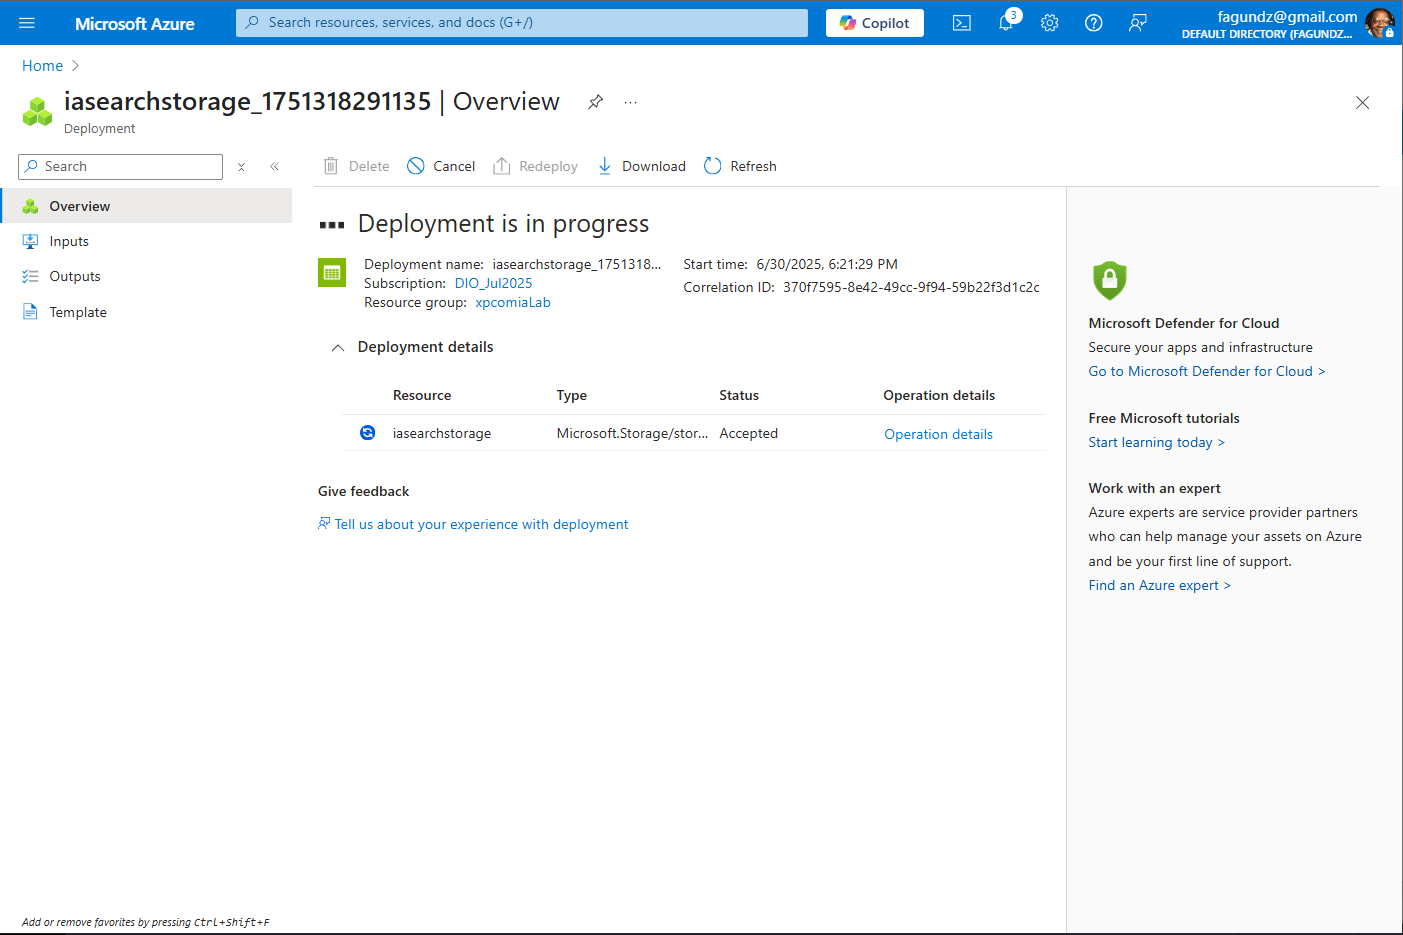 Microsoft Azure
Search resources, services, and docs (G+/)
Copilot
3
fagundz@gmail.com
DEFAULT DIRECTORY (FAGUNDZ...
Home
iasearchstorage_1751318291135 | Overview
...
Deployment
Search
Delete
Cancel
Redeploy
Download
Refresh
Overview
Inputs
Outputs
Template
Deployment is in progress
Deployment name: iasearchstorage_1751318...
Subscription: DIO_Jul2025
Resource group: xpcomiaLab
Start time: 6/30/2025, 6:21:29 PM
Correlation ID: 370f7595-8e42-49cc-9f94-59b22f3d1c2c
Deployment details
Resource Type Status Operation details
iasearchstorage Microsoft.Storage/stor... Accepted Operation details
Give feedback
Tell us about your experience with deployment
Microsoft Defender for Cloud
Secure your apps and infrastructure
Go to Microsoft Defender for Cloud >
Free Microsoft tutorials
Start learning today >
Work with an expert
Azure experts are service provider partners
who can help manage your assets on Azure
and be your first line of support.
Find an Azure expert >
Add or remove favorites by pressing Ctrl+Shift+F